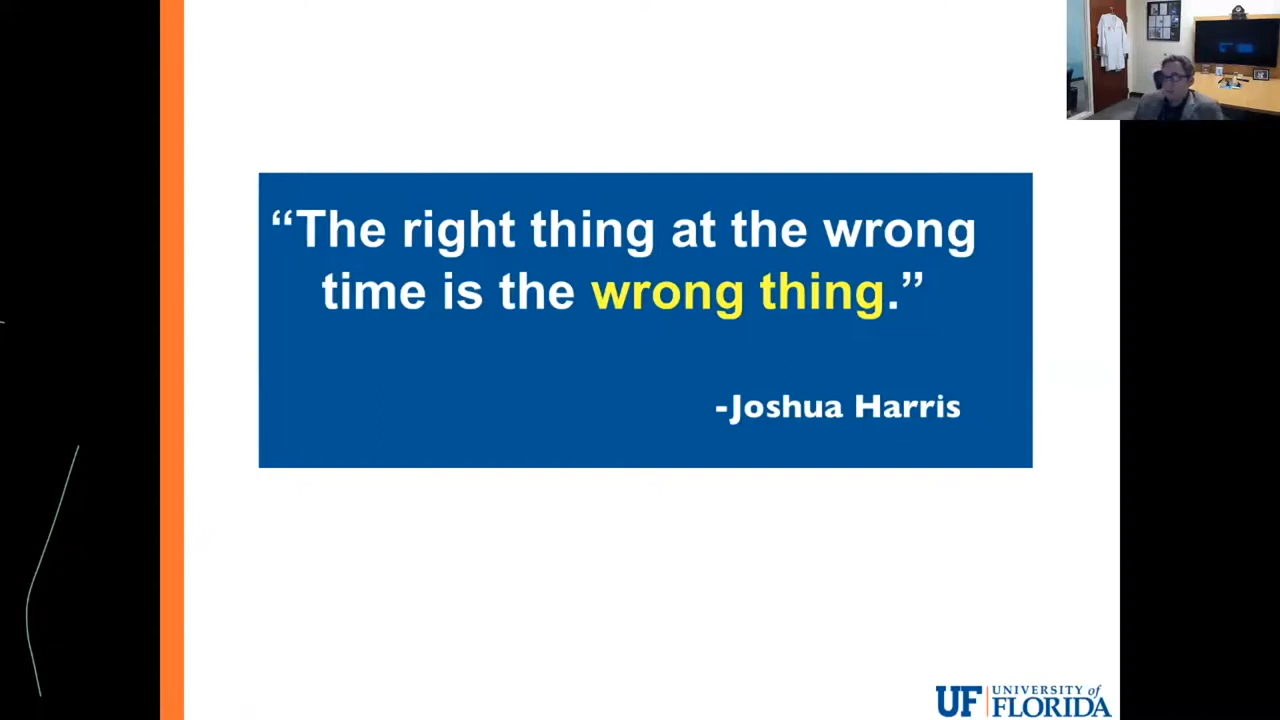 “The right thing at the wrong
time is the wrong thing.”
-Joshua Harris
UF UNIVERSITY of
FLORIDA